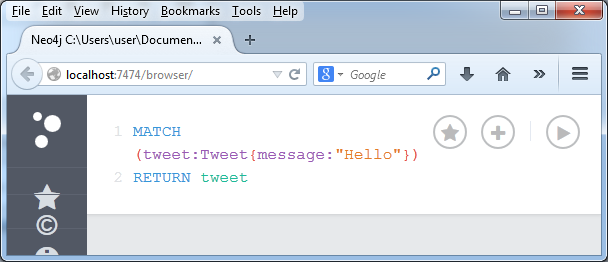 File Edit View History Bookmarks Tools Help
Neo4j C:\Users\user\Documen...
localhost:7474/browser/
Google
1 MATCH
(tweet:Tweet{message:"Hello"})
2 RETURN tweet